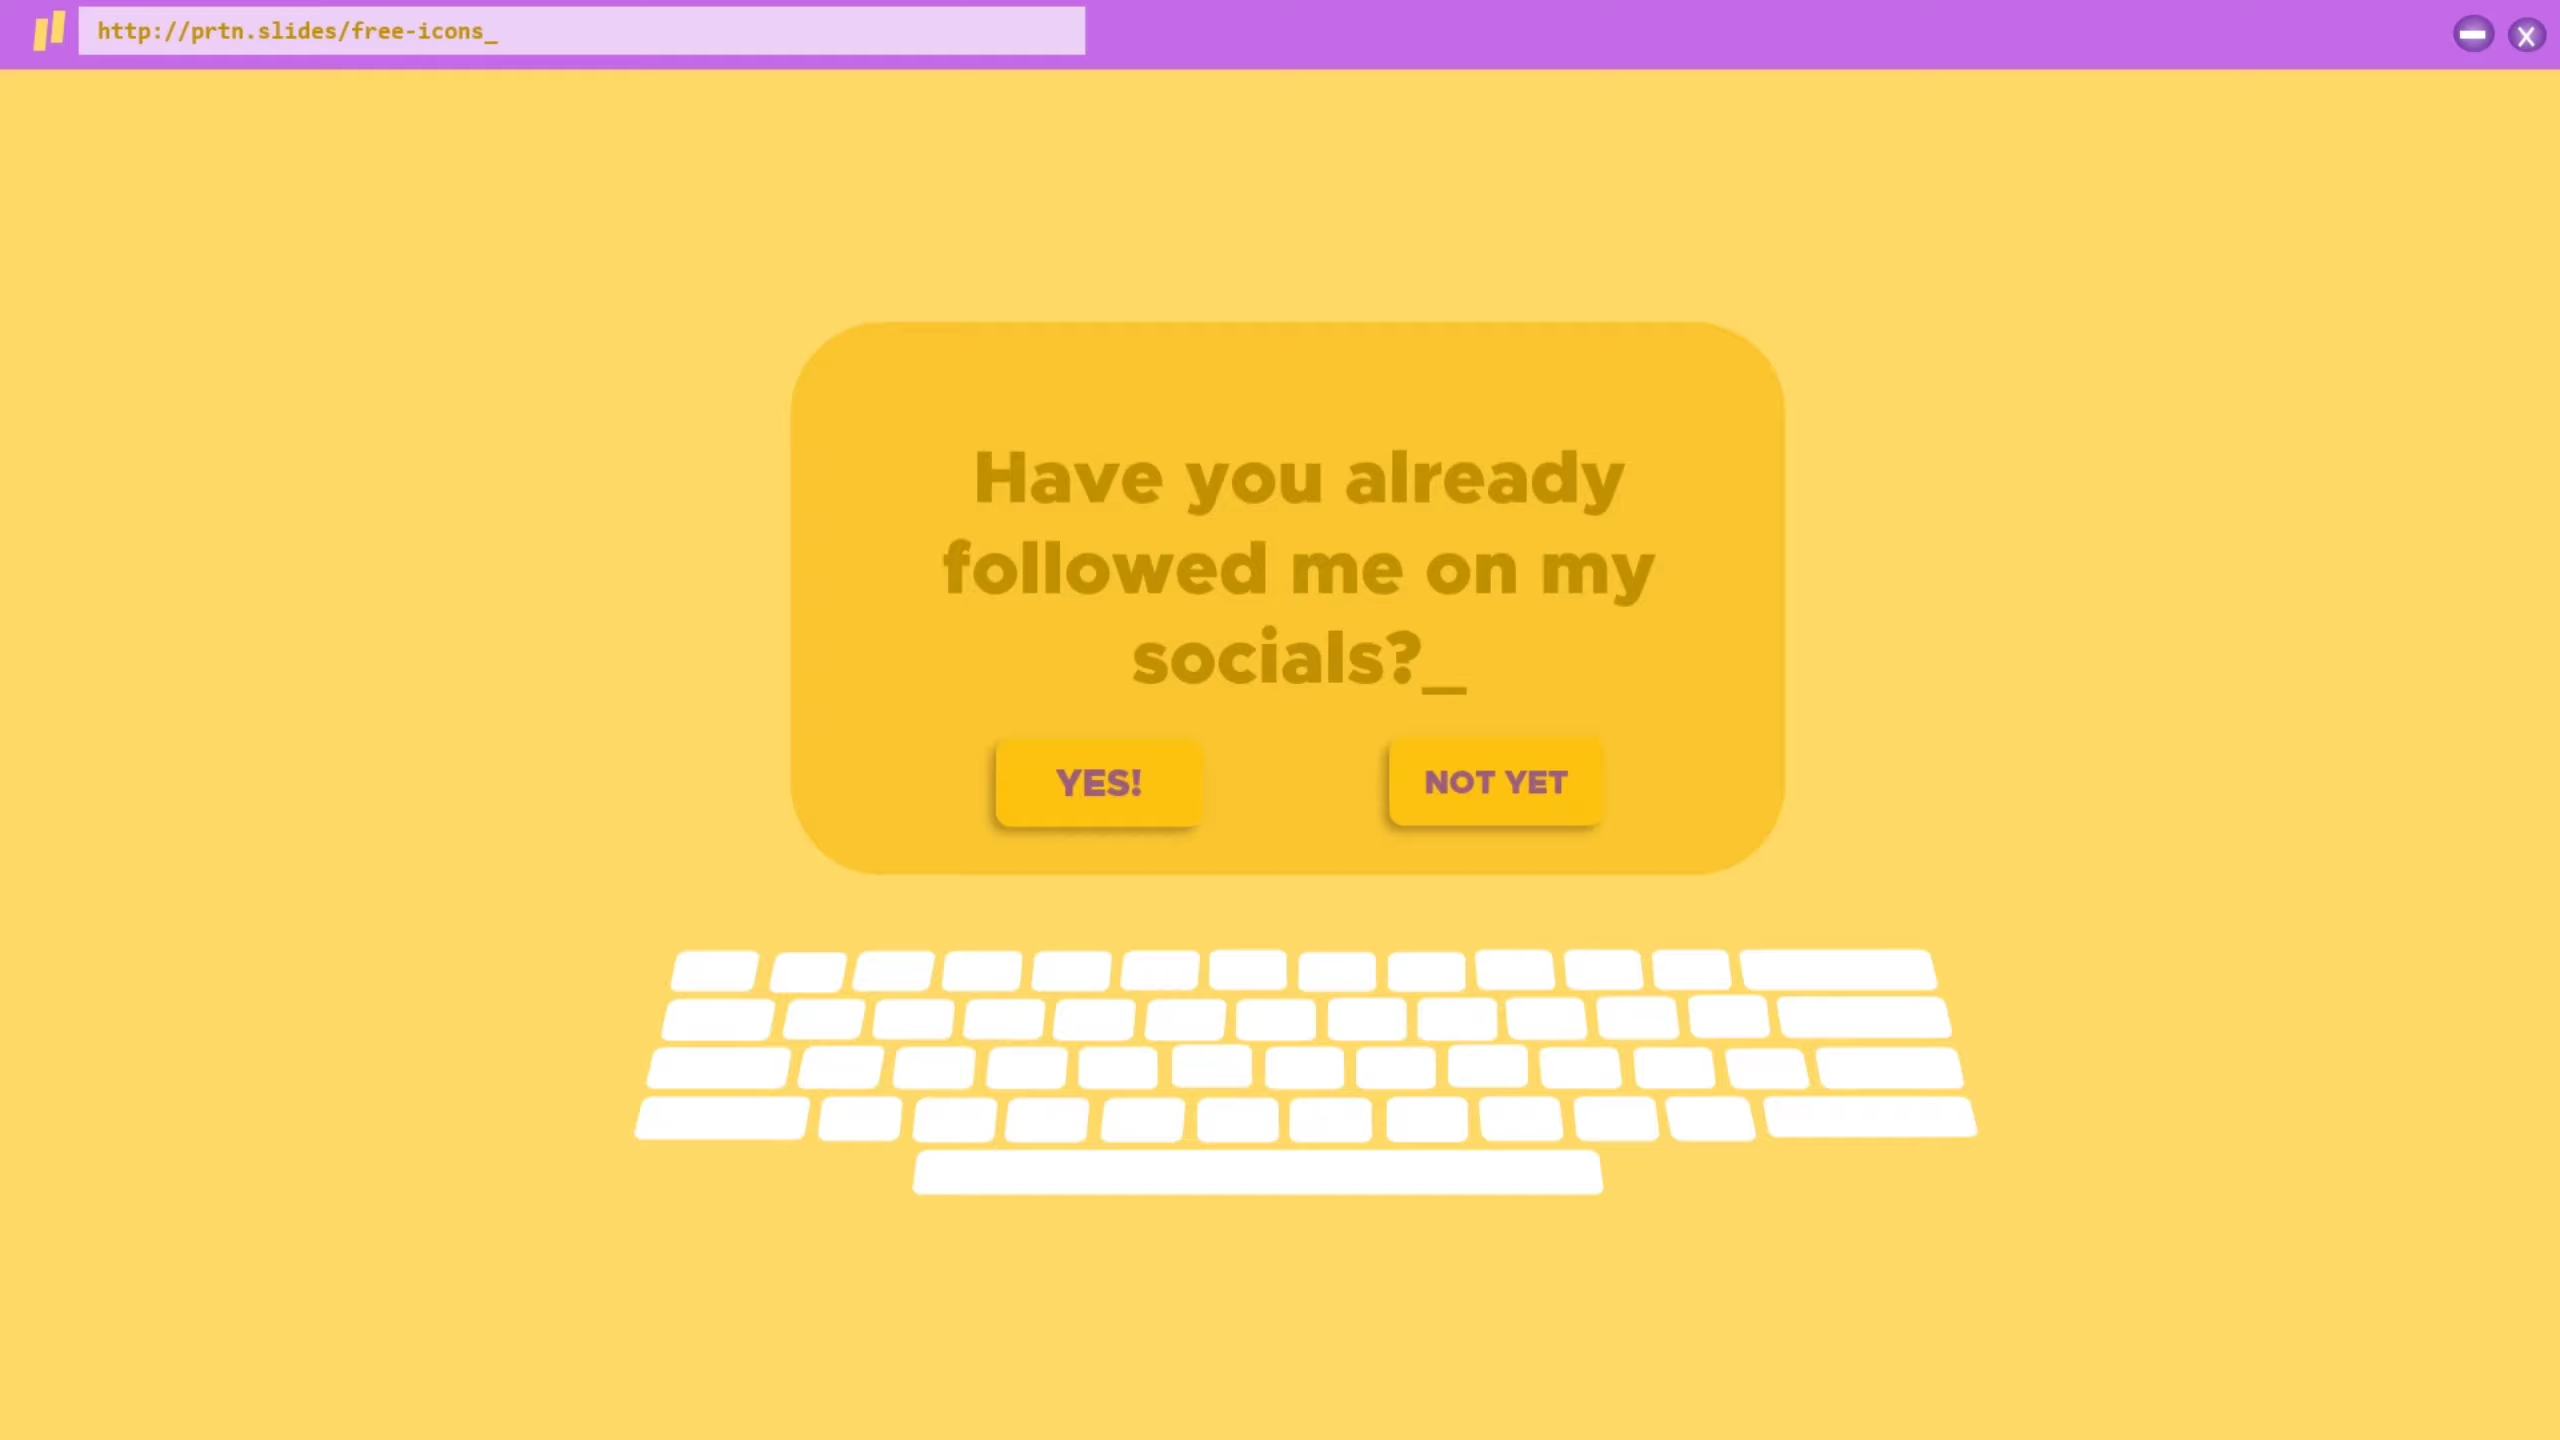 http://prtn.slides/free-icons_
Have you already
followed me on my
socials?_
YES!
NOT YET